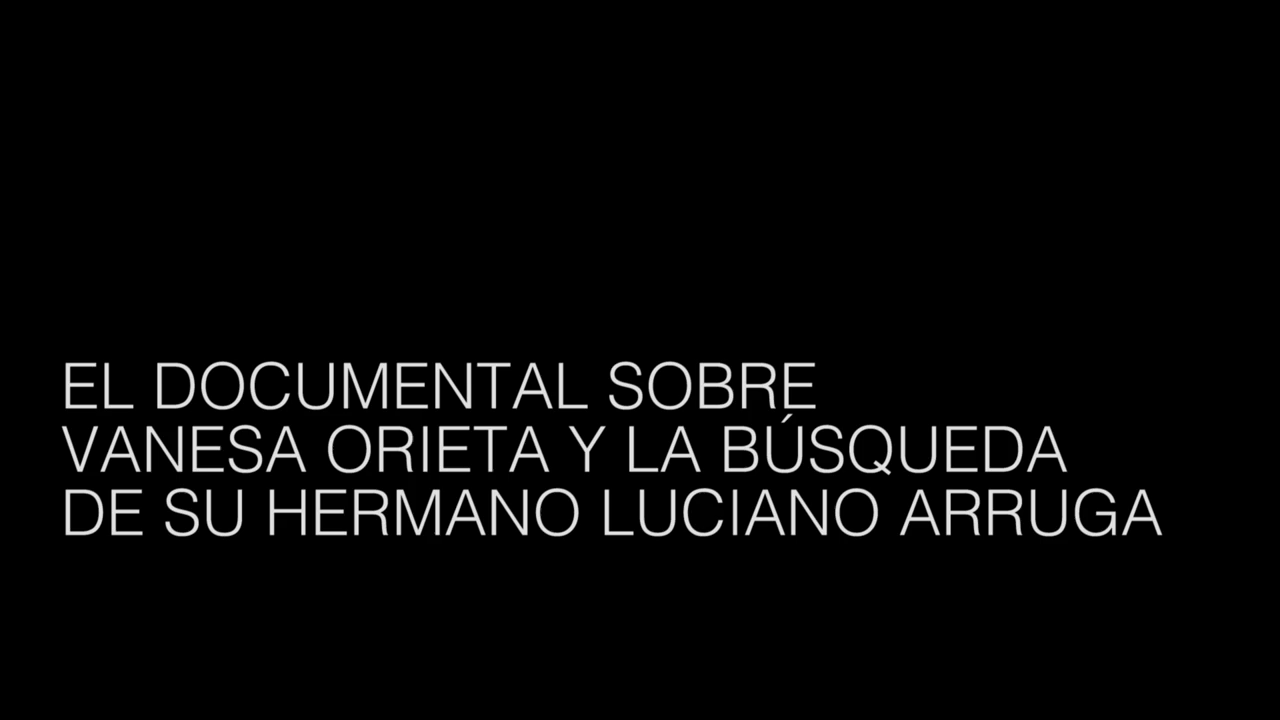 EL DOCUMENTAL SOBRE
VANESA ORIETA Y LA BÚSQUEDA
DE SU HERMANO LUCIANO ARRUGA